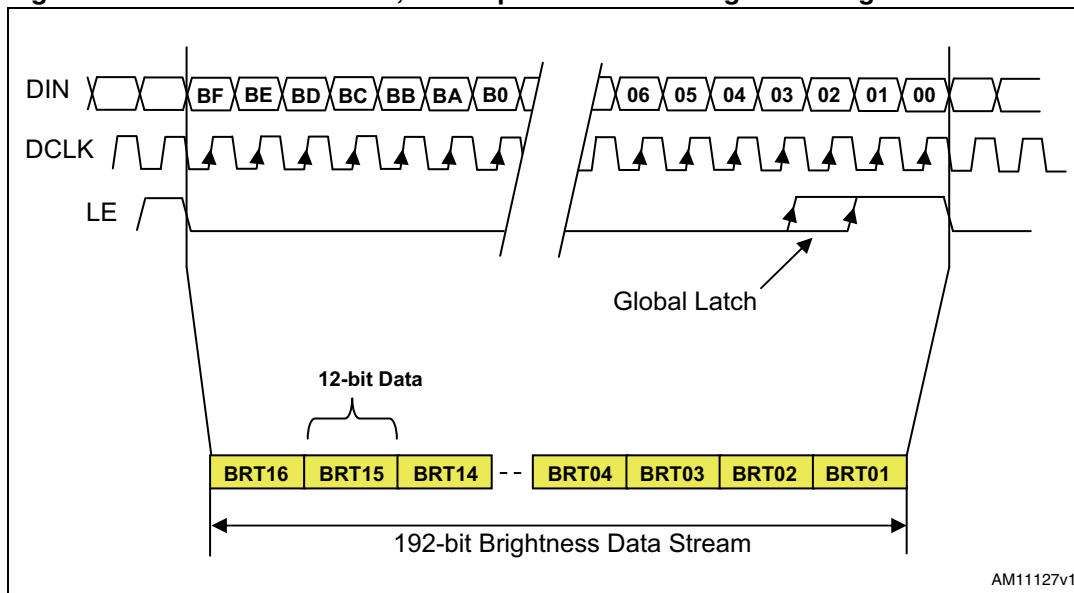 DIN BF BE BD BC BB BA B0 06 05 04 03 02 01 00
DCLK
LE
Global Latch
12-bit Data
BRT16 BRT15 BRT14 - - BRT04 BRT03 BRT02 BRT01
192-bit Brightness Data Stream
AM11127v1